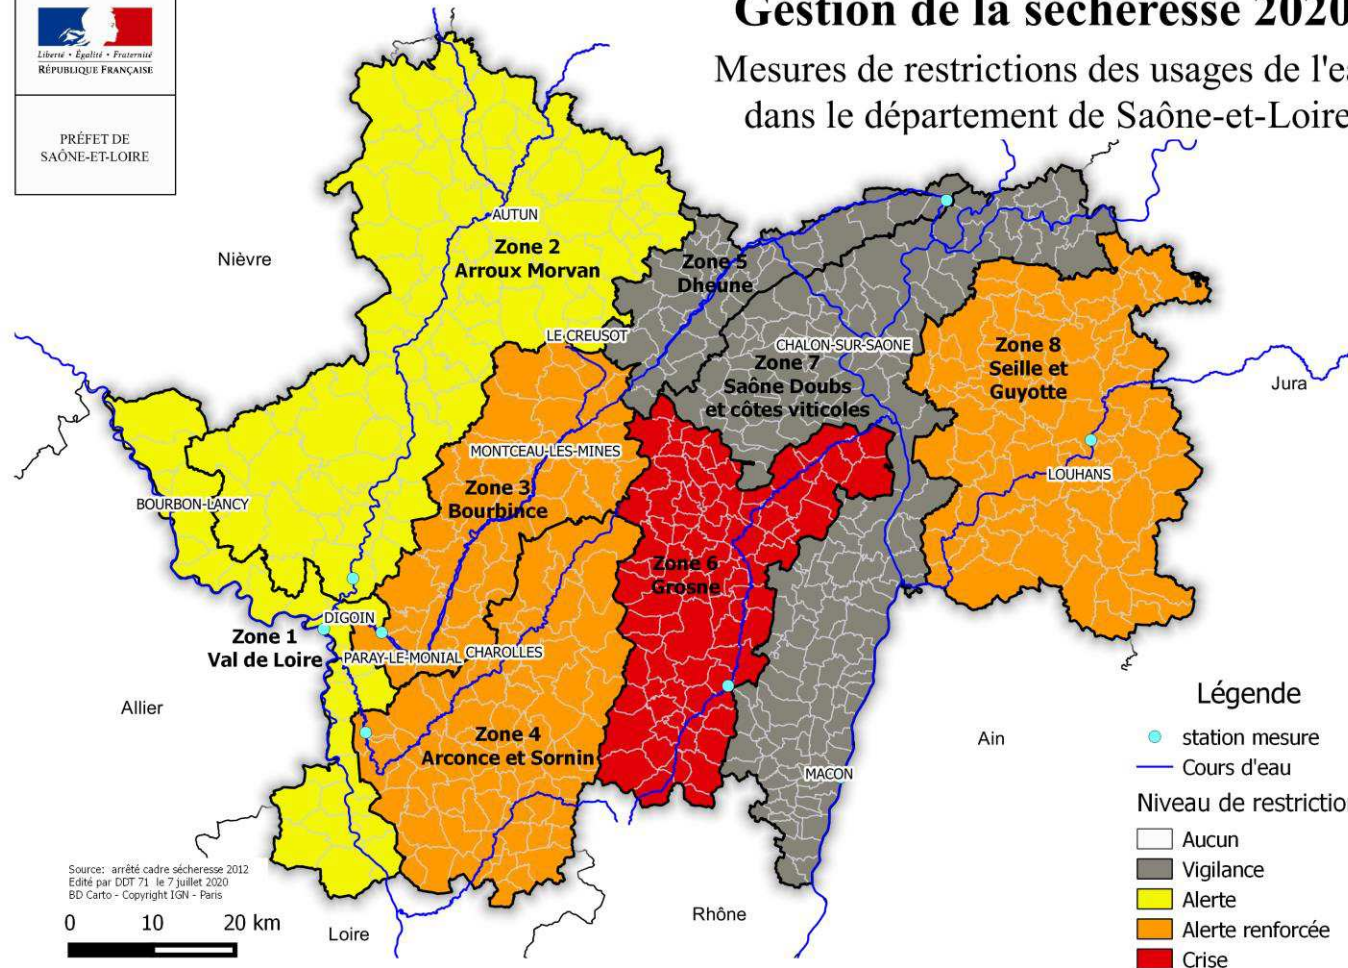 Liberté • Égalité • Fraternité
RÉPUBLIQUE FRANÇAISE
PRÉFET DE
SAÔNE-ET-LOIRE
Gestion de la sécheresse 2020
Mesures de restrictions des usages de l'ea
dans le département de Saône-et-Loire
Nièvre
AUTUN
Zone 2
Arroux Morvan
Zone 5
Dheune
LE CREUSOT
CHALON-SUR-SAONE
Zone 7
Saône Doubs
et côtes viticoles
Zone 8
Seille et
Guyotte
Jura
MONTCEAU-LES-MINES
BOURBON-LANCY
Zone 3
Bourbince
LOUHANS
Zone 6
Grosne
DIGOIN
Zone 1
Val de Loire
PARAY-LE-MONIAL
CHAROLLES
Allier
Zone 4
Arconce et Sornin
MACON
Ain
Rhône
Loire
Légende
station mesure
Cours d'eau
Niveau de restriction
Aucun
Vigilance
Alerte
Alerte renforcée
Crise
Source: arrêté cadre sécheresse 2012
Edité par DDT 71 le 7 juillet 2020
BD Carto - Copyright IGN - Paris
0 10 20 km